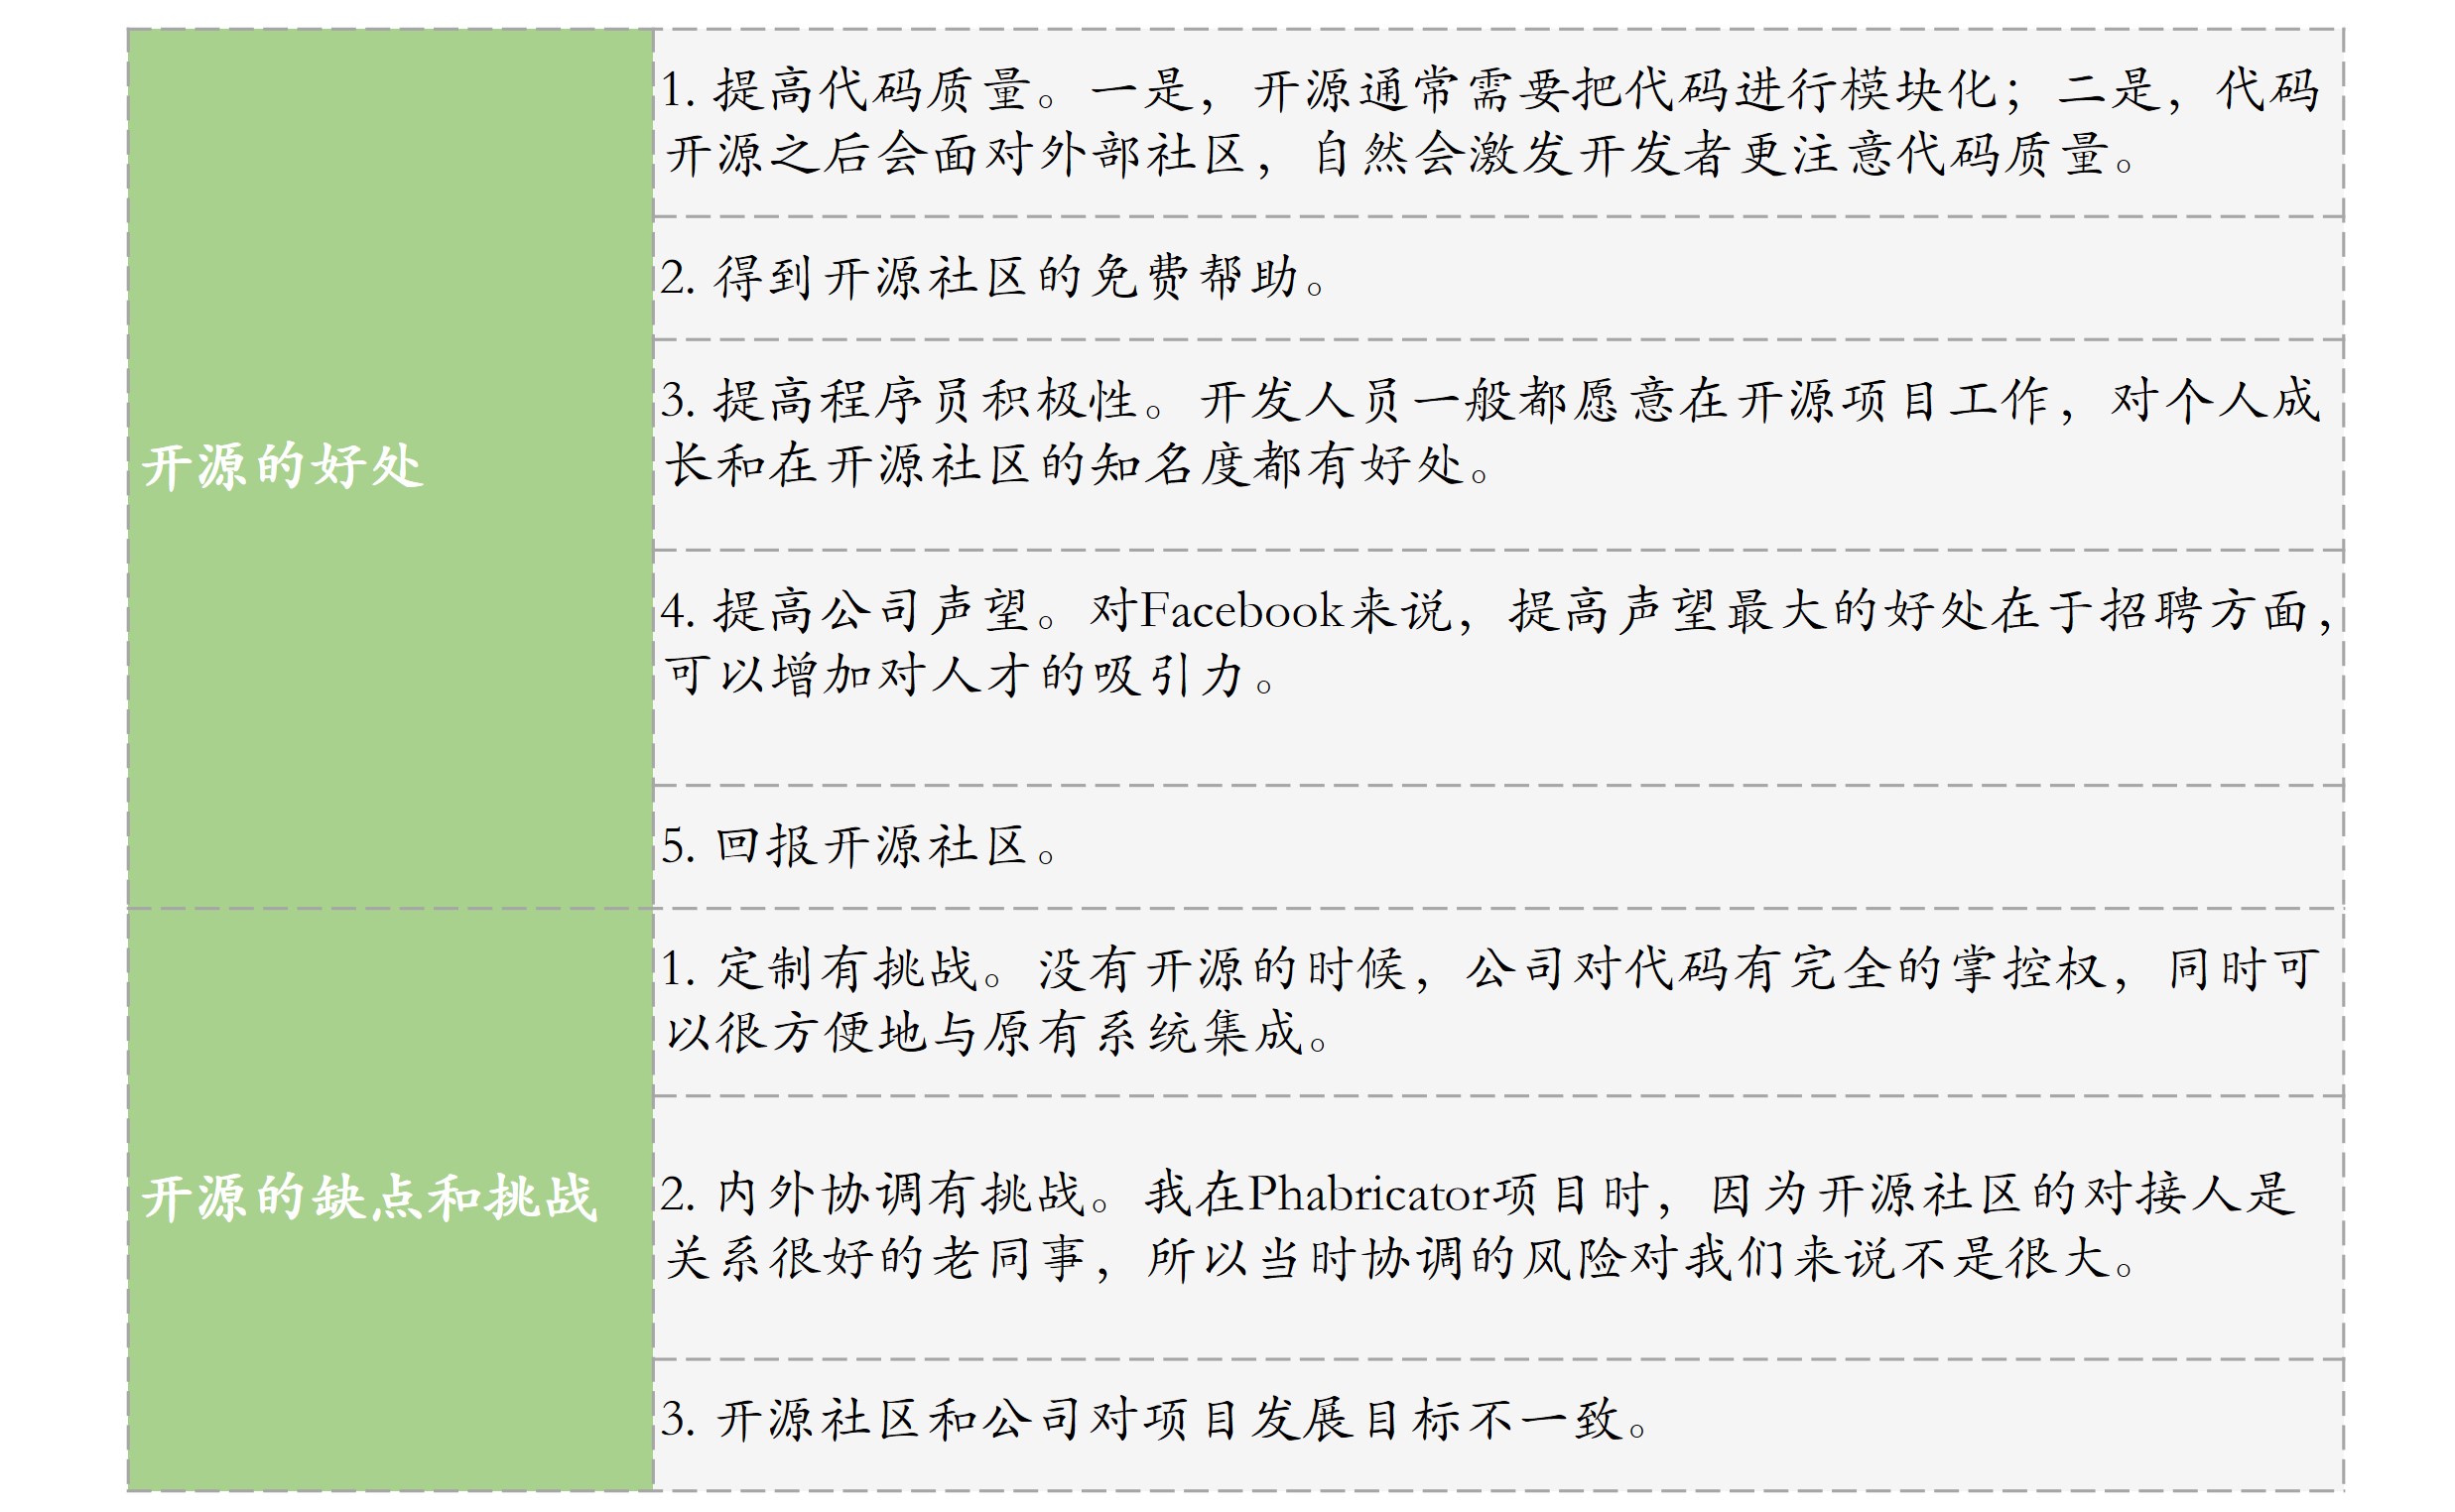 开源的好处
1. 提高代码质量。一是，开源通常需要把代码进行模块化；二是，代码
开源之后会面对外部社区，自然会激发开发者更注意代码质量。
2. 得到开源社区的免费帮助。
3. 提高程序员积极性。开发人员一般都愿意在开源项目工作，对个人成
长和在开源社区的知名度都有好处。
4. 提高公司声望。对Facebook来说，提高声望最大的好处在于招聘方面，
可以增加对人才的吸引力。
5. 回报开源社区。
开源的缺点和挑战
1. 定制有挑战。没有开源的时候，公司对代码有完全的掌控权，同时可
以很方便地与原有系统集成。
2. 内外协调有挑战。我在Phabricator项目时，因为开源社区的对接人是
关系很好的老同事，所以当时协调的风险对我们来说不是很大。
3. 开源社区和公司对项目发展目标不一致。